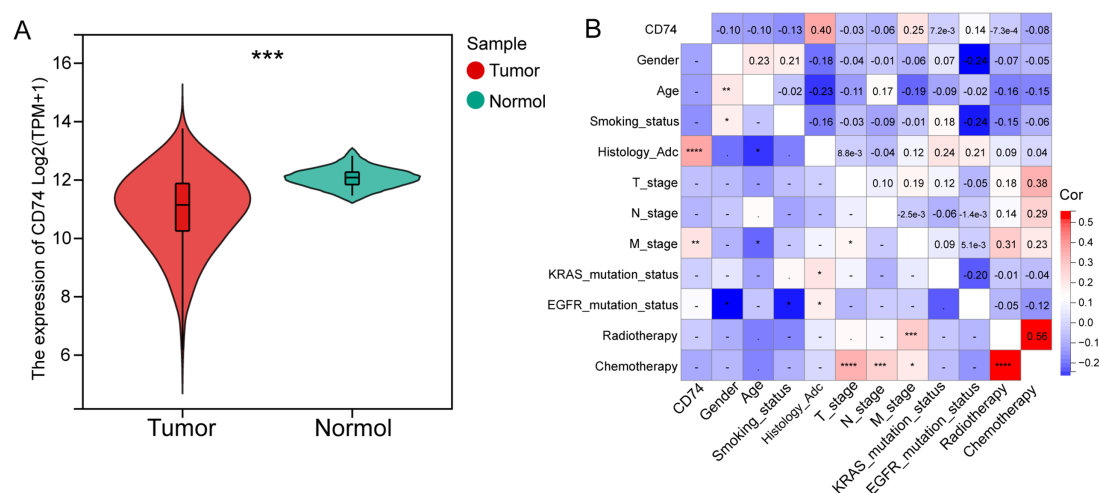 A
The expression of CD74 Log2(TPM+1)
16
14
12
10
8
6
***
Tumor
Normol
Sample
Tumor
Normol
B
CD74 -0.10 -0.10 -0.13 0.40 -0.03 -0.06 0.25 7.2e-3 0.14 -7.3e-4 -0.08
Gender - 0.23 0.21 -0.18 -0.04 -0.01 -0.06 0.07 -0.24 -0.07 -0.05
Age - ** -0.02 -0.23 -0.11 0.17 -0.19 -0.09 -0.02 -0.16 -0.15
Smoking_status - * - -0.16 -0.03 -0.09 -0.01 0.18 -0.24 -0.15 -0.06
Histology_Adc **** . * . 8.8e-3 -0.04 0.12 0.24 0.21 0.09 0.04
T_stage - - - - - 0.10 0.19 0.12 -0.05 0.18 0.38
N_stage - - . - - - -2.5e-3 -0.06 -1.4e-3 0.14 0.29
M_stage ** - * - - * - 0.09 5.1e-3 0.31 0.23
KRAS_mutation_status - - - . * - - - -0.20 -0.01 -0.04
EGFR_mutation_status - * - * * - - - . -0.05 -0.12
Radiotherapy - - - - - . - *** - - 0.56
Chemotherapy - - . - - **** *** * - - ****
CD74
Gender
Age
Smoking_status
Histology_Adc
T_stage
N_stage
M_stage
KRAS_mutation_status
EGFR_mutation_status
Radiotherapy
Chemotherapy
Cor
0.5
0.4
0.3
0.2
0.1
0.0
−0.1
−0.2